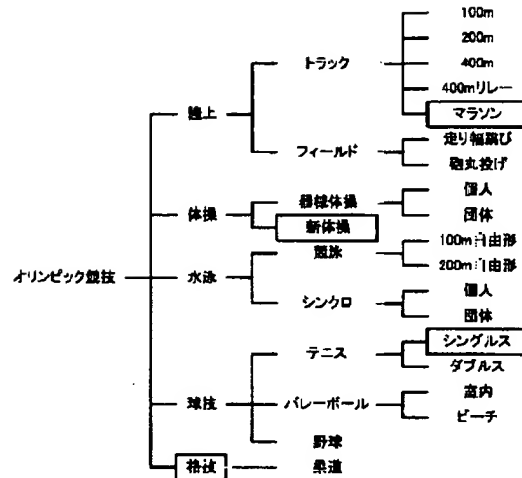 100m
200m
トラック
400m
400mリレー
陸上
マラソン
走り幅跳び
フィールド
砲丸投げ
器械体操
個人
体操
団体
新体操
競泳
100m自由形
200m自由形
オリンピック競技
水泳
シンクロ
個人
団体
テニス
シングルス
ダブルス
球技
バレーボール
室内
ビーチ
野球
格技
柔道